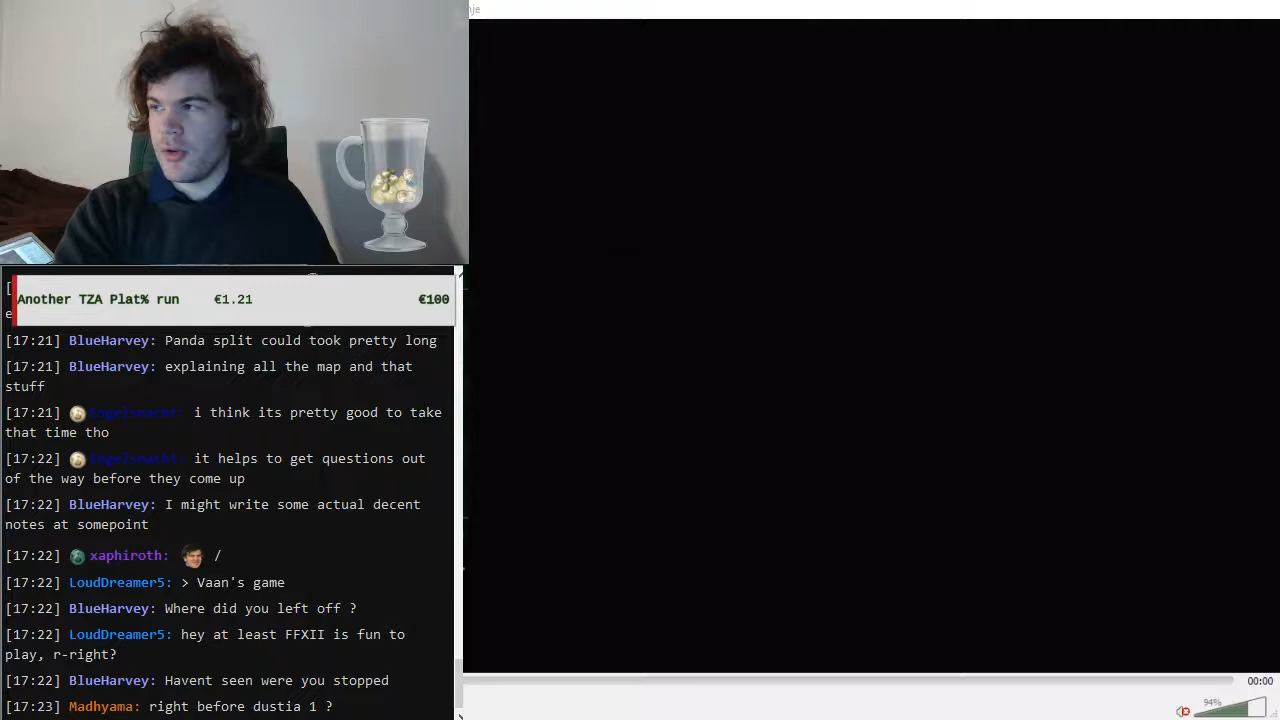 nje
[
Another TZA Plat% run €1.21 €100
e
[17:21] BlueHarvey: Panda split could took pretty long
[17:21] BlueHarvey: explaining all the map and that
stuff
[17:21] Engelsmacht: i think its pretty good to take
that time tho
[17:22] Engelsmacht: it helps to get questions out
of the way before they come up
[17:22] BlueHarvey: I might write some actual decent
notes at somepoint
[17:22] xaphiroth: /
[17:22] LoudDreamer5: > Vaan's game
[17:22] BlueHarvey: Where did you left off ?
[17:22] LoudDreamer5: hey at least FFXII is fun to
play, r-right?
[17:22] BlueHarvey: Havent seen were you stopped
[17:23] Madhyama: right before dustia 1 ?
00:00
94%